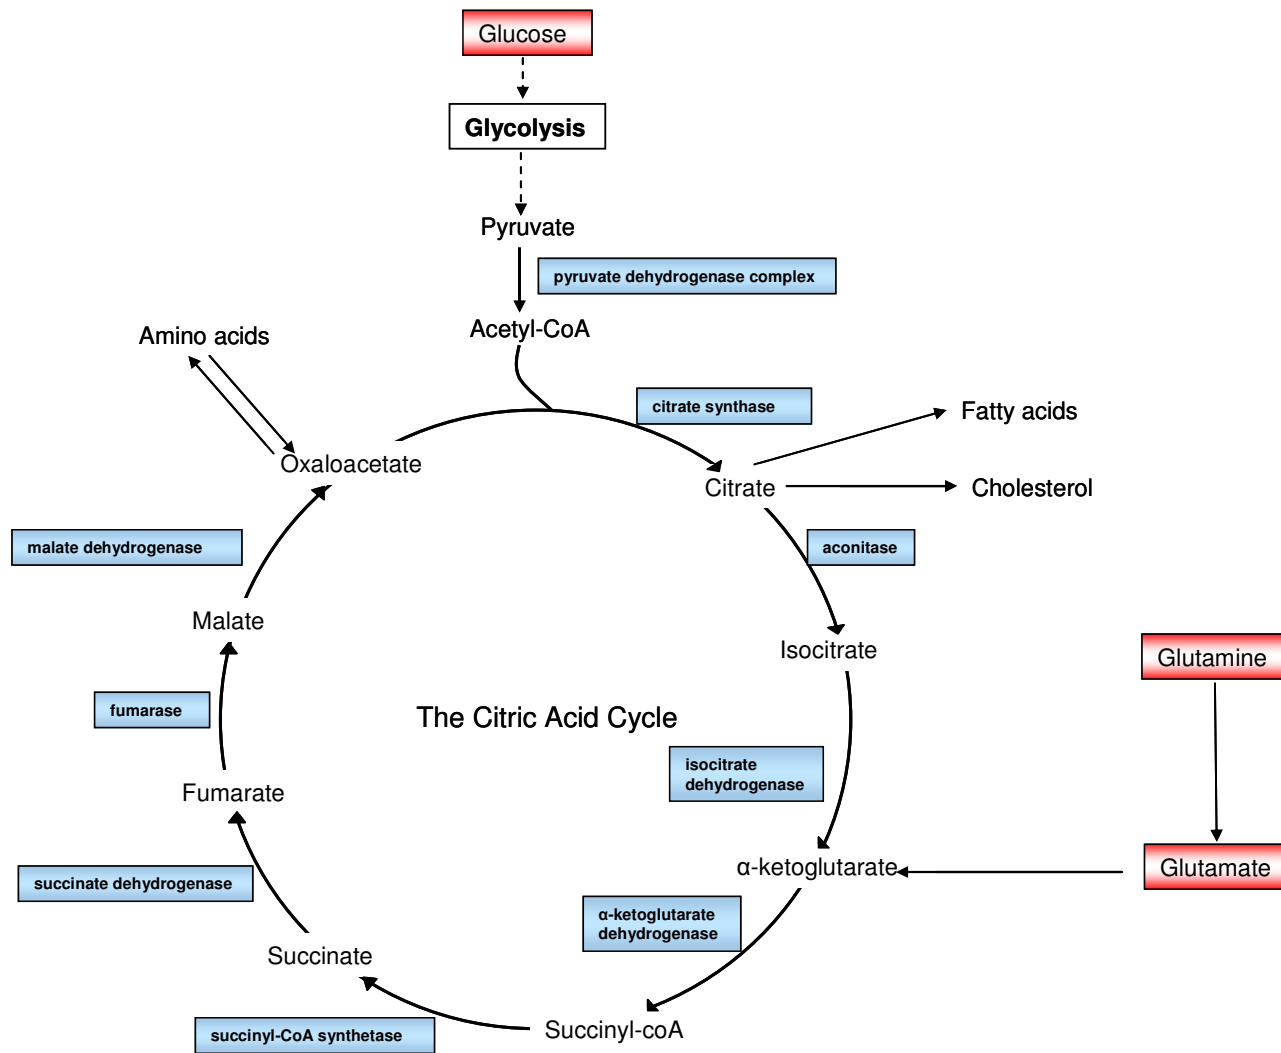 Glucose
Glycolysis
Pyruvate
pyruvate dehydrogenase complex
Acetyl-CoA
Amino acids
citrate synthase
Fatty acids
Oxaloacetate
Citrate
Cholesterol
malate dehydrogenase
aconitase
Malate
Isocitrate
Glutamine
fumarase
The Citric Acid Cycle
isocitrate
dehydrogenase
Fumarate
α-ketoglutarate
Glutamate
succinate dehydrogenase
α-ketoglutarate
dehydrogenase
Succinate
succinyl-CoA synthetase
Succinyl-coA